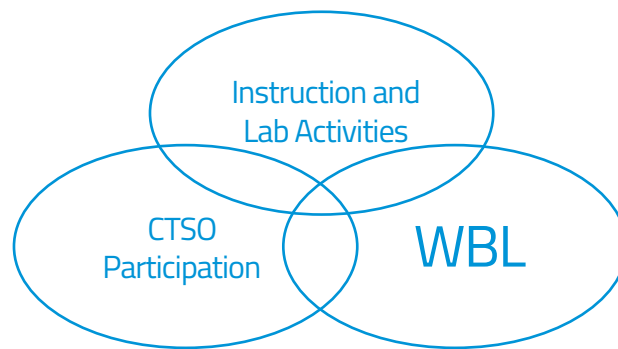 Instruction and
Lab Activities
CTSO
Participation
WBL